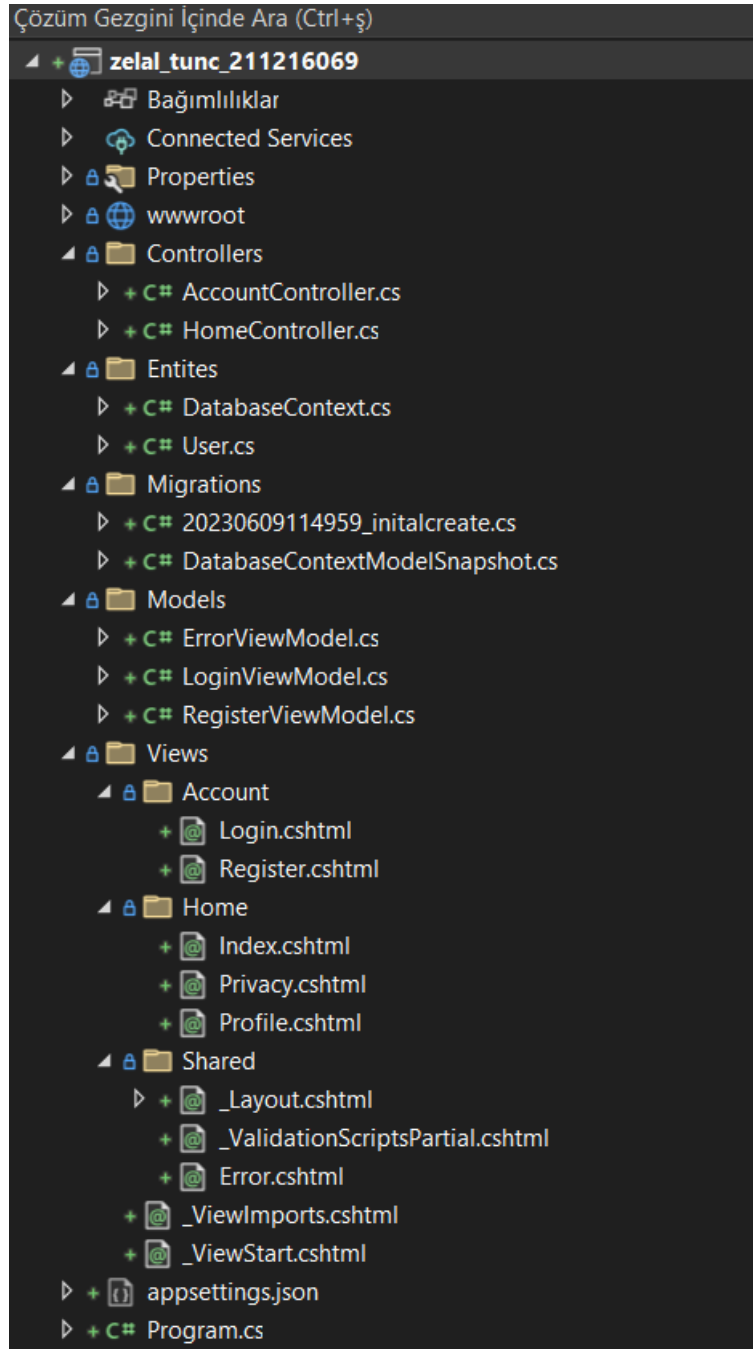 Çözüm Gezgini İçinde Ara (Ctrl+ş)
zelal_tunc_211216069
Bağımlılıklar
Connected Services
Properties
wwwroot
Controllers
C# AccountController.cs
C# HomeController.cs
Entites
C# DatabaseContext.cs
C# User.cs
Migrations
C# 20230609114959_initalcreate.cs
C# DatabaseContextModelSnapshot.cs
Models
C# ErrorViewModel.cs
C# LoginViewModel.cs
C# RegisterViewModel.cs
Views
Account
Login.cshtml
Register.cshtml
Home
Index.cshtml
Privacy.cshtml
Profile.cshtml
Shared
_Layout.cshtml
_ValidationScriptsPartial.cshtml
Error.cshtml
_ViewImports.cshtml
_ViewStart.cshtml
appsettings.json
C# Program.cs